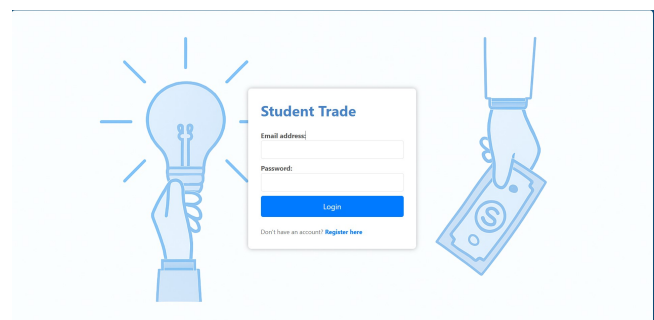 Student Trade
Email address:
Password:
Login
Don't have an account? Register here
S